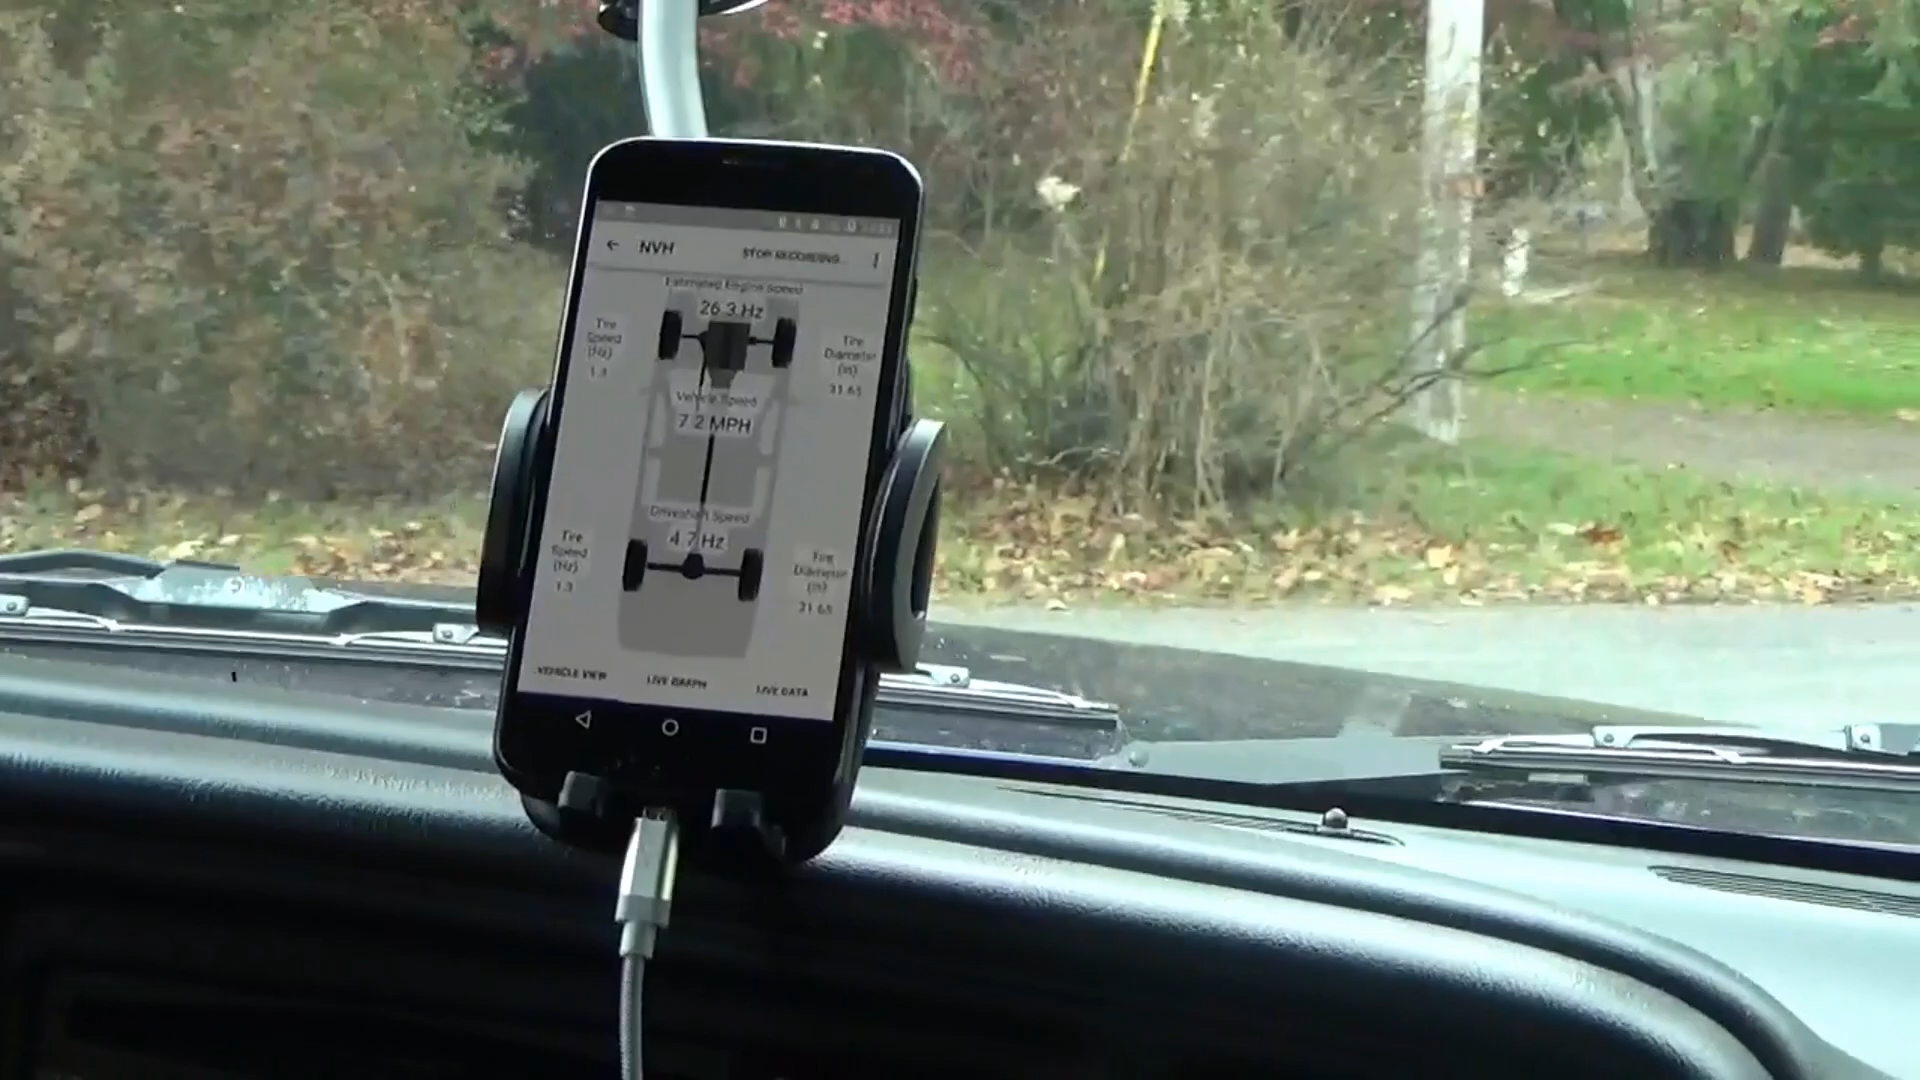 NVH
STOP RECORDING...
Estimated Engine Speed
26.3 Hz
Tire
Speed
(Hz)
1.3
Tire
Diameter
(in)
31.65
Vehicle Speed
7.2 MPH
Driveshaft Speed
4.7 Hz
Tire
Speed
(Hz)
1.3
Tire
Diameter
(in)
31.65
VEHICLE VIEW
LIVE GRAPH
LIVE DATA